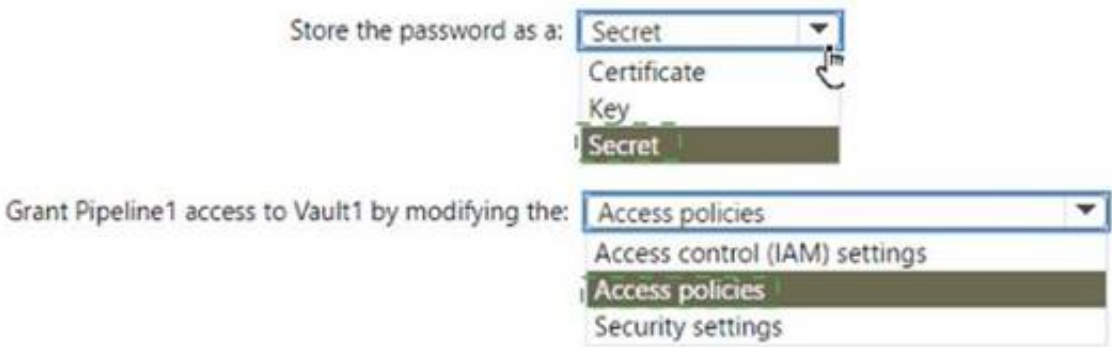 Store the password as a: Secret
Certificate
Key
Secret
Grant Pipeline1 access to Vault1 by modifying the: Access policies
Access control (IAM) settings
Access policies
Security settings